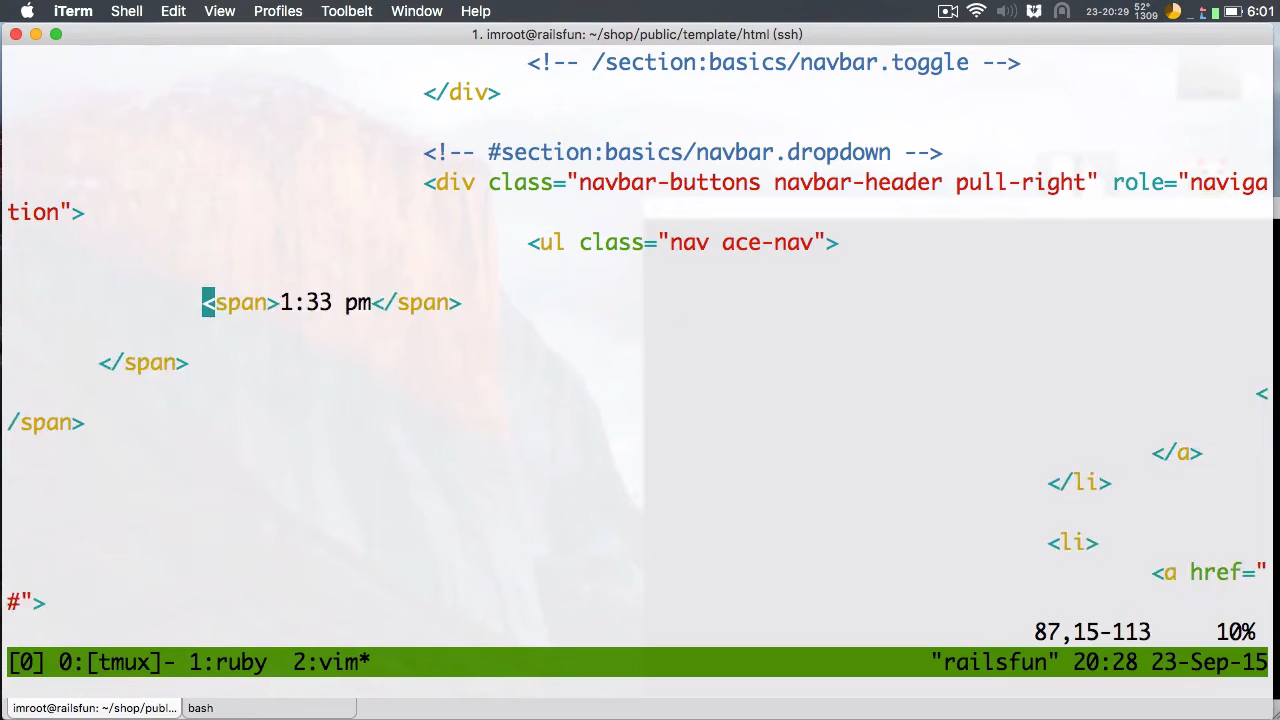 iTerm Shell Edit View Profiles Toolbelt Window Help 23-20:29 52° 1309 6:01
1. imroot@railsfun: ~/shop/public/template/html (ssh)
<!-- /section:basics/navbar.toggle -->
</div>
<!-- #section:basics/navbar.dropdown -->
<div class="navbar-buttons navbar-header pull-right" role="naviga
tion">
<ul class="nav ace-nav">
<span>1:33 pm</span>
</span>
<
/span>
</a>
</li>
<li>
<a href="
#">
87,15-113 10%
[0] 0:[tmux]- 1:ruby 2:vim* "railsfun" 20:28 23-Sep-15
imroot@railsfun: ~/shop/publ... bash